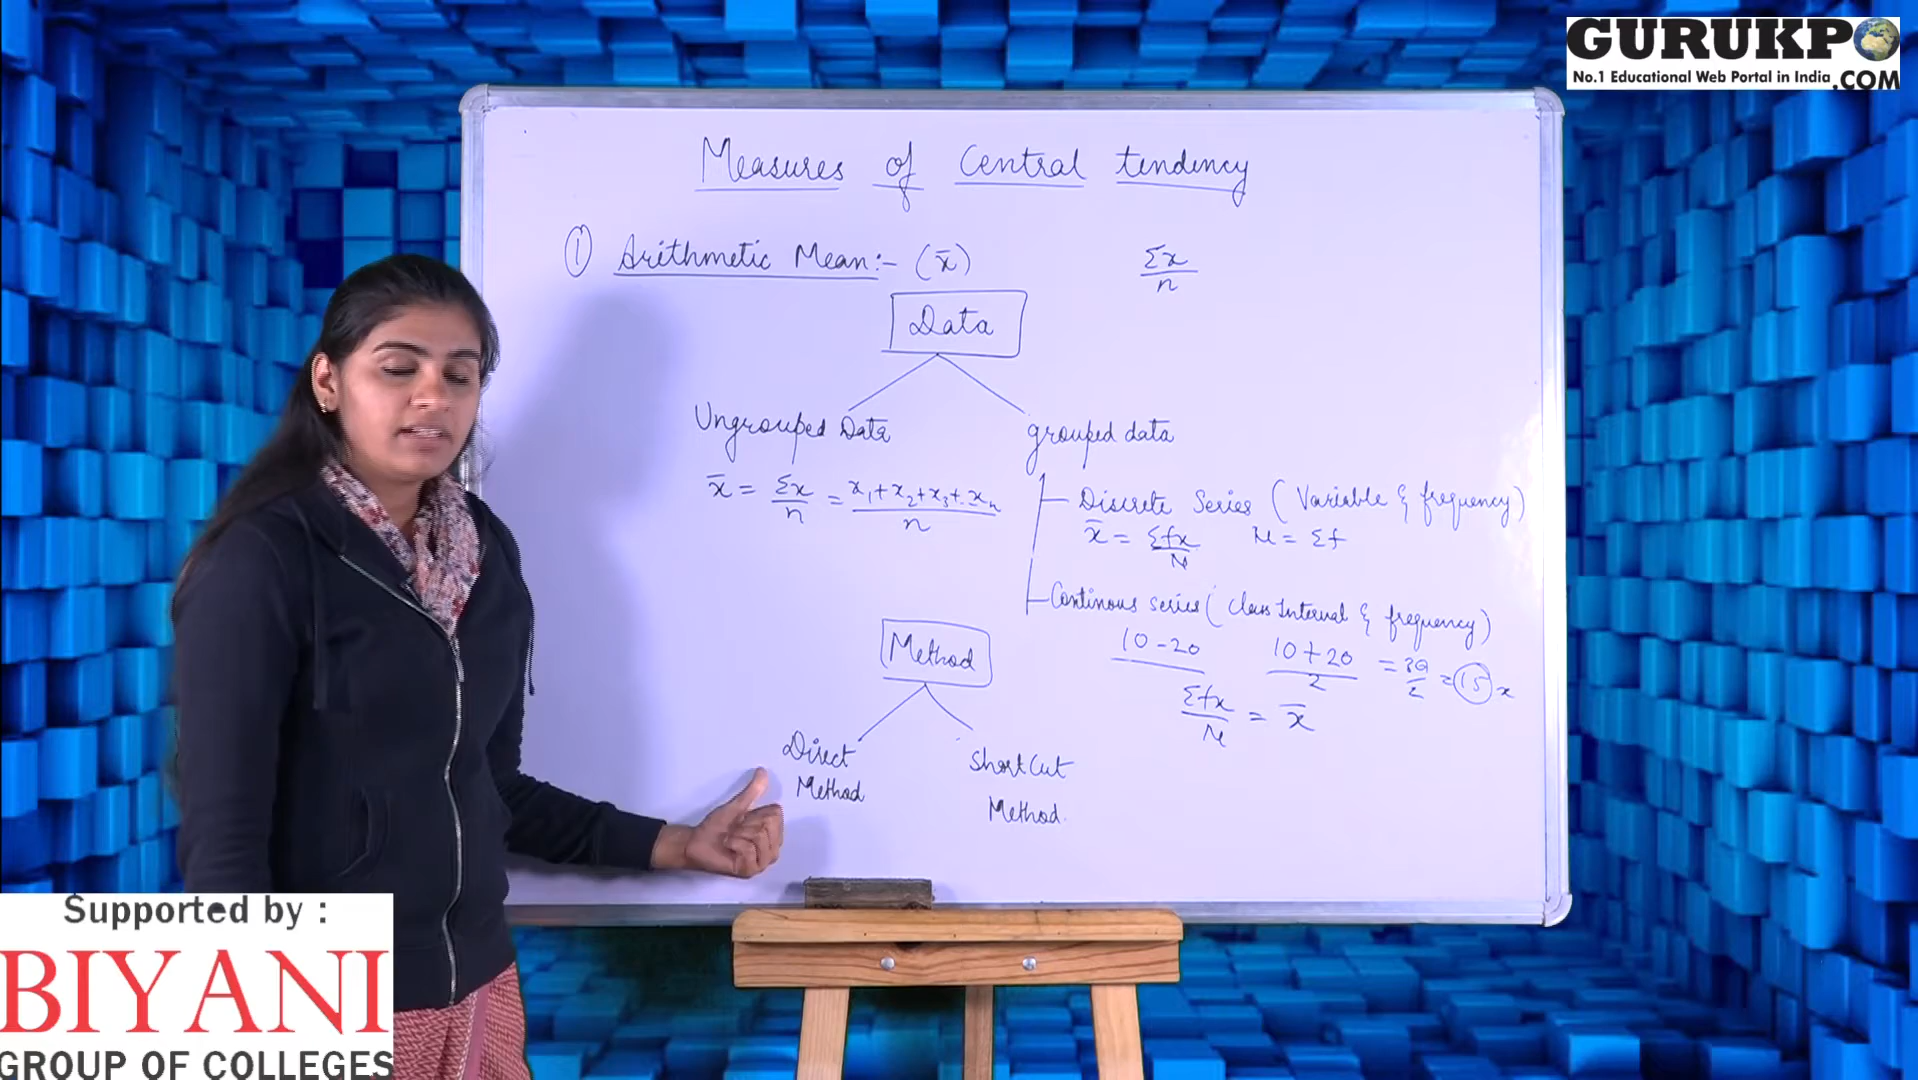 GURUKPO
No.1 Educational Web Portal in India .COM
Measures of Central tendency
① Arithmetic Mean:- (x̄)
Σx/n
Data
Ungrouped Data
grouped data
x̄ = Σx/n = x₁+x₂+x₃+..xₙ/n
Discrete Series (Variable & frequency)
x̄ = Σfx/N N = Σf
Continous series (Class Interval & frequency)
10-20
10+20/2 = 30/2 = 15 x
Σfx/N = x̄
Method
Direct Method
Short Cut Method.
Supported by :
BIYANI
GROUP OF COLLEGES